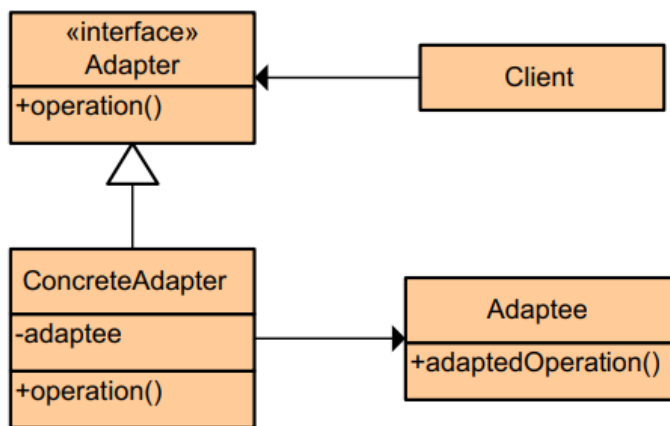 «interface»
Adapter
+operation()
Client
ConcreteAdapter
-adaptee
+operation()
Adaptee
+adaptedOperation()